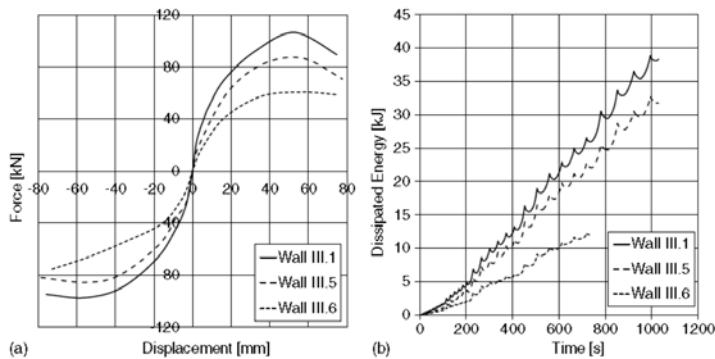 120
80
40
0
-40
-80
-120
-80 -60 -40 -20 0 20 40 60 80
Force [kN]
Wall III.1
Wall III.5
Wall III.6
(a) Displacement [mm]
45
40
35
30
25
20
15
10
5
0
0 200 400 600 800 1000 1200
Dissipated Energy [kJ]
Wall III.1
Wall III.5
Wall III.6
(b) Time [s]